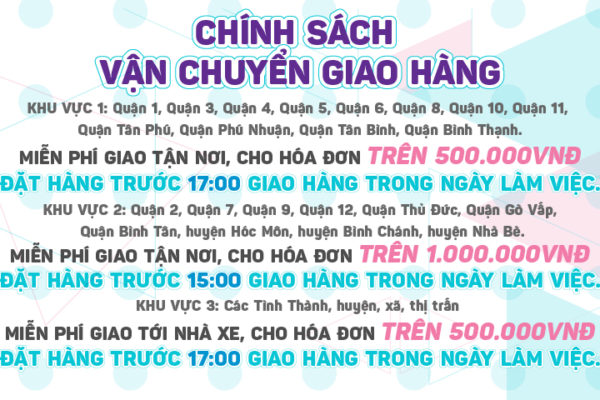 CHÍNH SÁCH
VẬN CHUYỂN GIAO HÀNG
KHU VỰC 1: Quận 1, Quận 3, Quận 4, Quận 5, Quận 6, Quận 8, Quận 10, Quận 11,
Quận Tân Phú, Quận Phú Nhuận, Quận Tân Bình, Quận Bình Thạnh.
MIỄN PHÍ GIAO TẬN NƠI, CHO HÓA ĐƠN TRÊN 500.000VNĐ
ĐẶT HÀNG TRƯỚC 17:00 GIAO HÀNG TRONG NGÀY LÀM VIỆC.
KHU VỰC 2: Quận 2, Quận 7, Quận 9, Quận 12, Quận Thủ Đức, Quận Gò Vấp,
Quận Bình Tân, huyện Hóc Môn, huyện Bình Chánh, huyện Nhà Bè.
MIỄN PHÍ GIAO TẬN NƠI, CHO HÓA ĐƠN TRÊN 1.000.000VNĐ
ĐẶT HÀNG TRƯỚC 15:00 GIAO HÀNG TRONG NGÀY LÀM VIỆC.
KHU VỰC 3: Các Tỉnh Thành, huyện, xã, thị trấn
MIỄN PHÍ GIAO TỚI NHÀ XE, CHO HÓA ĐƠN TRÊN 500.000VNĐ
ĐẶT HÀNG TRƯỚC 17:00 GIAO HÀNG TRONG NGÀY LÀM VIỆC.